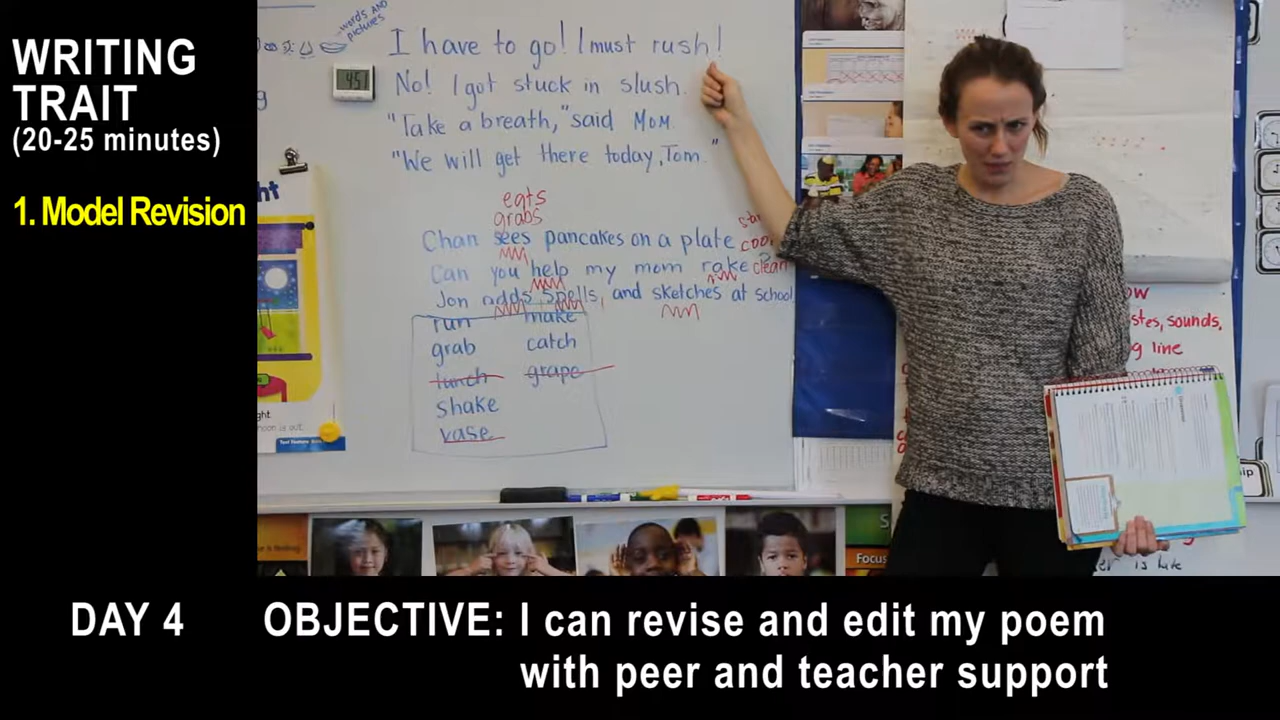 WRITING
TRAIT
(20-25 minutes)
1. Model Revision
words AND
pictures
I have to go! I must rush!
No! I got stuck in slush.
"Take a breath," said Mom.
"We will get there today, Tom."
eats
grabs
Chan sees pancakes on a plate
Can you help my mom rake clean
Jon adds, spells, and sketches at school
run make
grab catch
lunch grape
shake
vase
451
Focus
stes, sounds,
g line
DAY 4 OBJECTIVE: I can revise and edit my poem
with peer and teacher support